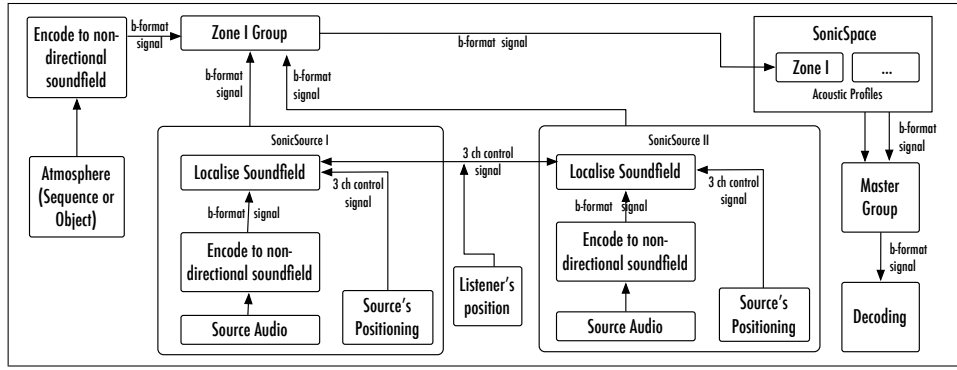 Encode to non-
directional
soundfield
b-format
signal
Zone I Group
b-format signal
SonicSpace
Zone I
...
Acoustic Profiles
b-format
signal
b-format
signal
b-format
signal
Atmosphere
(Sequence or
Object)
SonicSource I
Localise Soundfield
3 ch control
signal
b-format signal
Encode to non-
directional soundfield
Source Audio
Source's
Positioning
3 ch control
signal
Listener's
position
SonicSource II
Localise Soundfield
3 ch control
signal
b-format signal
Encode to non-
directional soundfield
Source Audio
Source's
Positioning
Master
Group
b-format
signal
Decoding